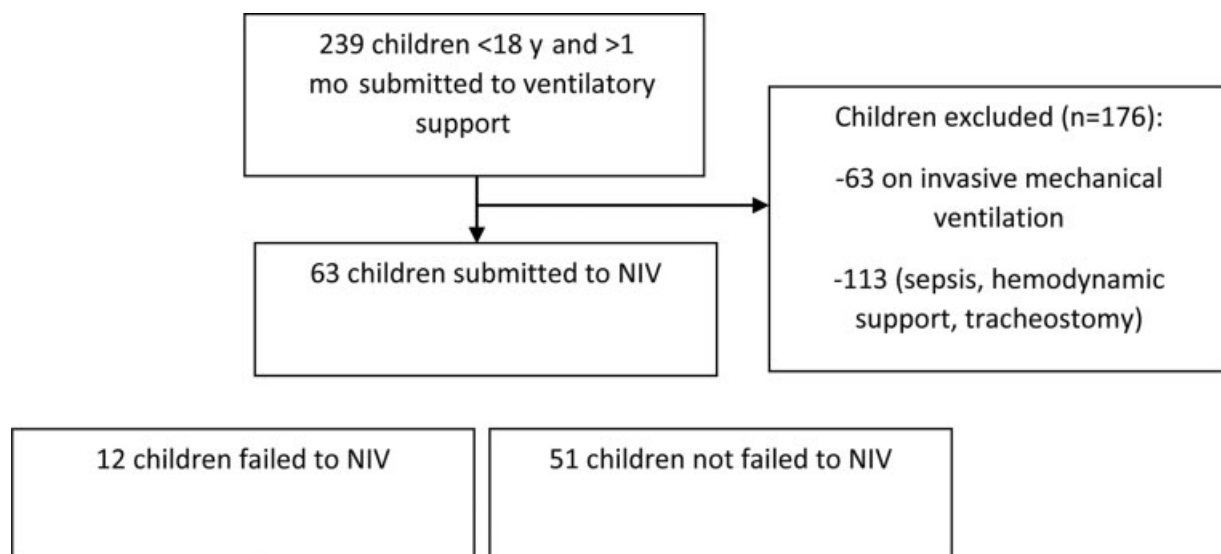 239 children <18 y and >1
mo submitted to ventilatory
support
Children excluded (n=176):
-63 on invasive mechanical
ventilation
-113 (sepsis, hemodynamic
support, tracheostomy)
63 children submitted to NIV
12 children failed to NIV
51 children not failed to NIV